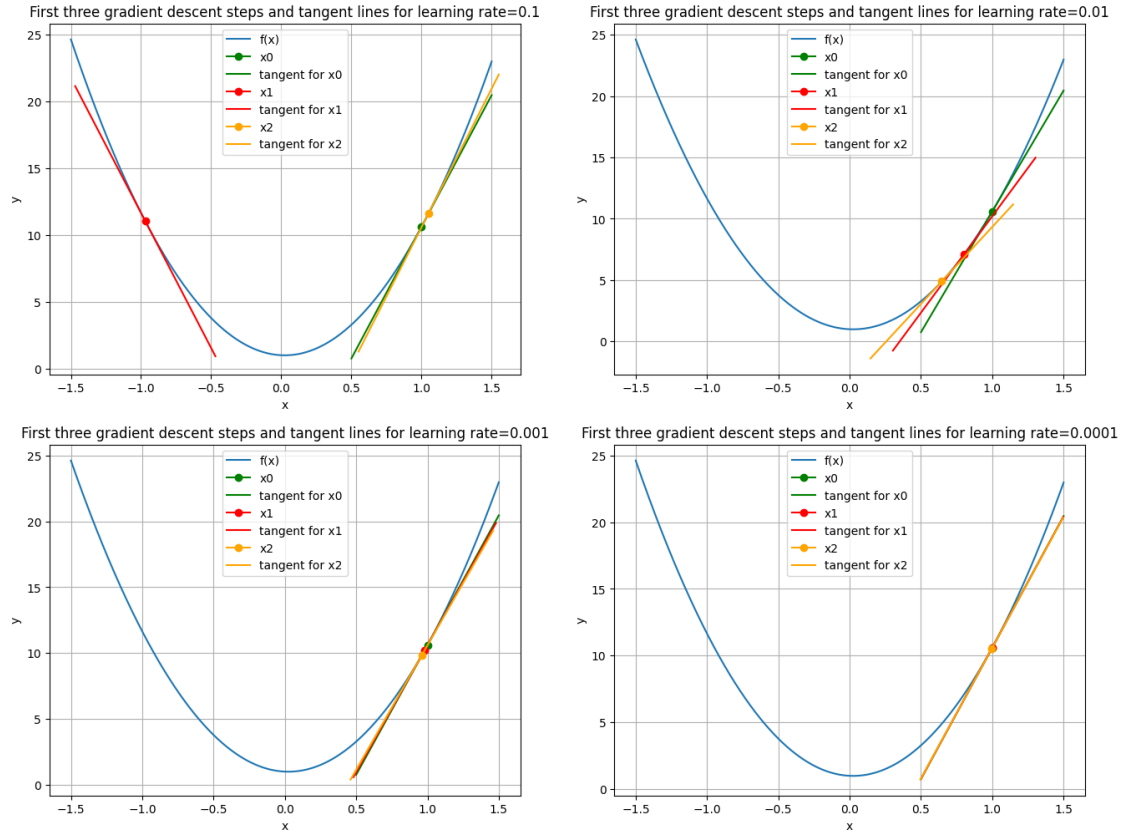 First three gradient descent steps and tangent lines for learning rate=0.1
25
20
15
10
5
0
y
−1.5
−1.0
−0.5
0.0
0.5
1.0
1.5
x
f(x)
x0
tangent for x0
x1
tangent for x1
x2
tangent for x2
First three gradient descent steps and tangent lines for learning rate=0.01
25
20
15
10
5
0
y
−1.5
−1.0
−0.5
0.0
0.5
1.0
1.5
x
f(x)
x0
tangent for x0
x1
tangent for x1
x2
tangent for x2
First three gradient descent steps and tangent lines for learning rate=0.001
25
20
15
10
5
0
y
−1.5
−1.0
−0.5
0.0
0.5
1.0
1.5
x
f(x)
x0
tangent for x0
x1
tangent for x1
x2
tangent for x2
First three gradient descent steps and tangent lines for learning rate=0.0001
25
20
15
10
5
0
y
−1.5
−1.0
−0.5
0.0
0.5
1.0
1.5
x
f(x)
x0
tangent for x0
x1
tangent for x1
x2
tangent for x2